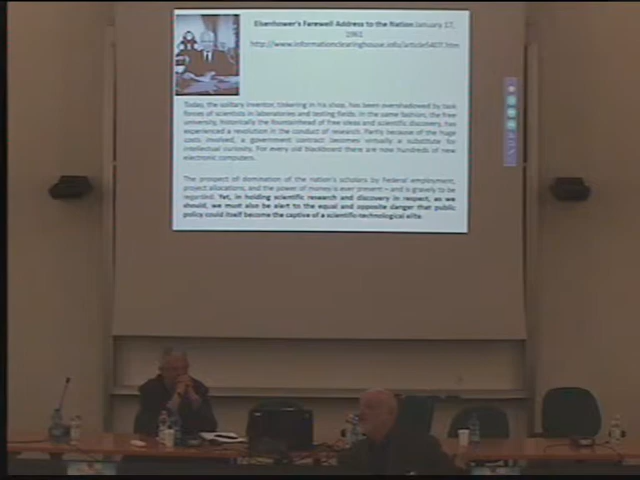 Eisenhower's Farewell Address to the Nation January 17,
1961
http://www.informationclearinghouse.info/article5407.htm
Today, the solitary inventor, tinkering in his shop, has been overshadowed by task
forces of scientists in laboratories and testing fields. In the same fashion, the free
university, historically the fountainhead of free ideas and scientific discovery, has
experienced a revolution in the conduct of research. Partly because of the huge
costs involved, a government contract becomes virtually a substitute for
intellectual curiosity. For every old blackboard there are now hundreds of new
electronic computers.
The prospect of domination of the nation's scholars by Federal employment,
project allocations, and the power of money is ever present – and is gravely to be
regarded. Yet, in holding scientific research and discovery in respect, as we
should, we must also be alert to the equal and opposite danger that public
policy could itself become the captive of a scientific-technological elite.